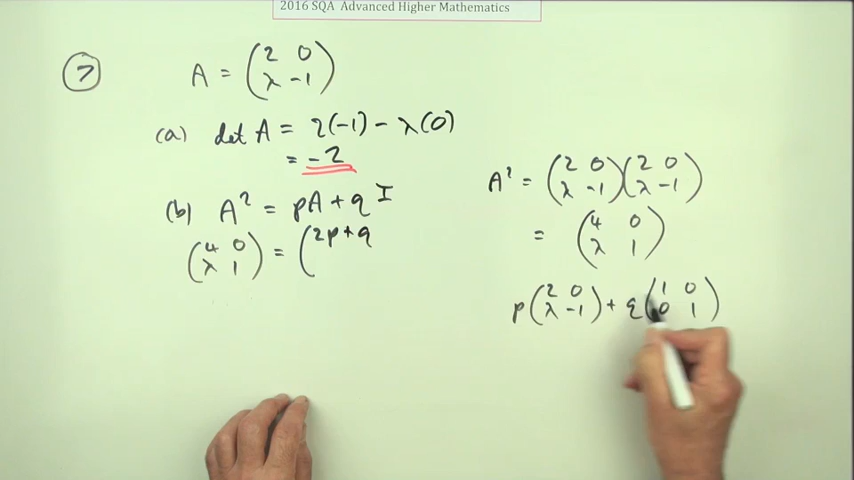 2016 SQA Advanced Higher Mathematics
7
A = (2 0
λ -1)
(a) det A = 2(-1) - λ(0)
= -2
(b) A² = pA + qI
(4 0
λ 1) = (2p+q
A² = (2 0
λ -1)(2 0
λ -1)
= (4 0
λ 1)
p(2 0
λ -1) + q(1 0
0 1)